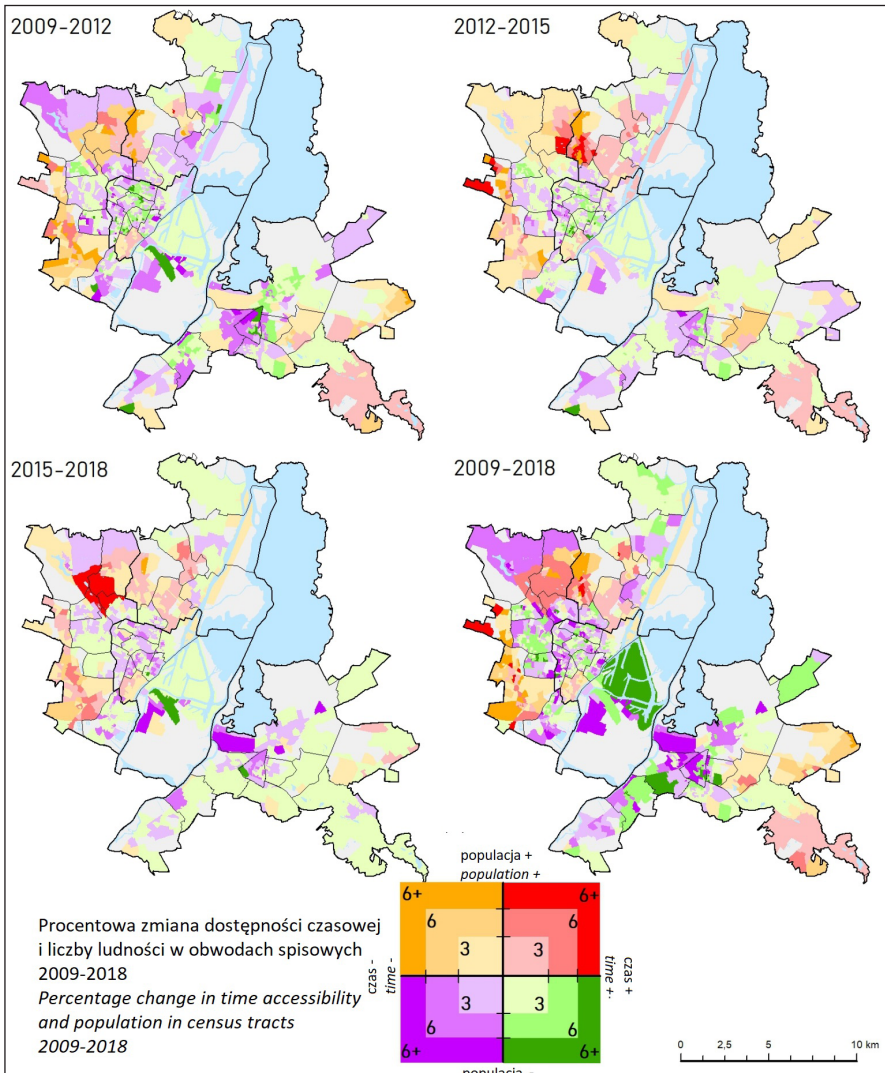 2009-2012
2012-2015
2015-2018
2009-2018
populacja +
population +
6+ 6+
6 6
3 3
czas -
time -
czas +
time +
3 3
6 6
6+ 6+
populacja -
Procentowa zmiana dostępności czasowej
i liczby ludności w obwodach spisowych
2009-2018
Percentage change in time accessibility
and population in census tracts
2009-2018
0 2,5 5 10 km